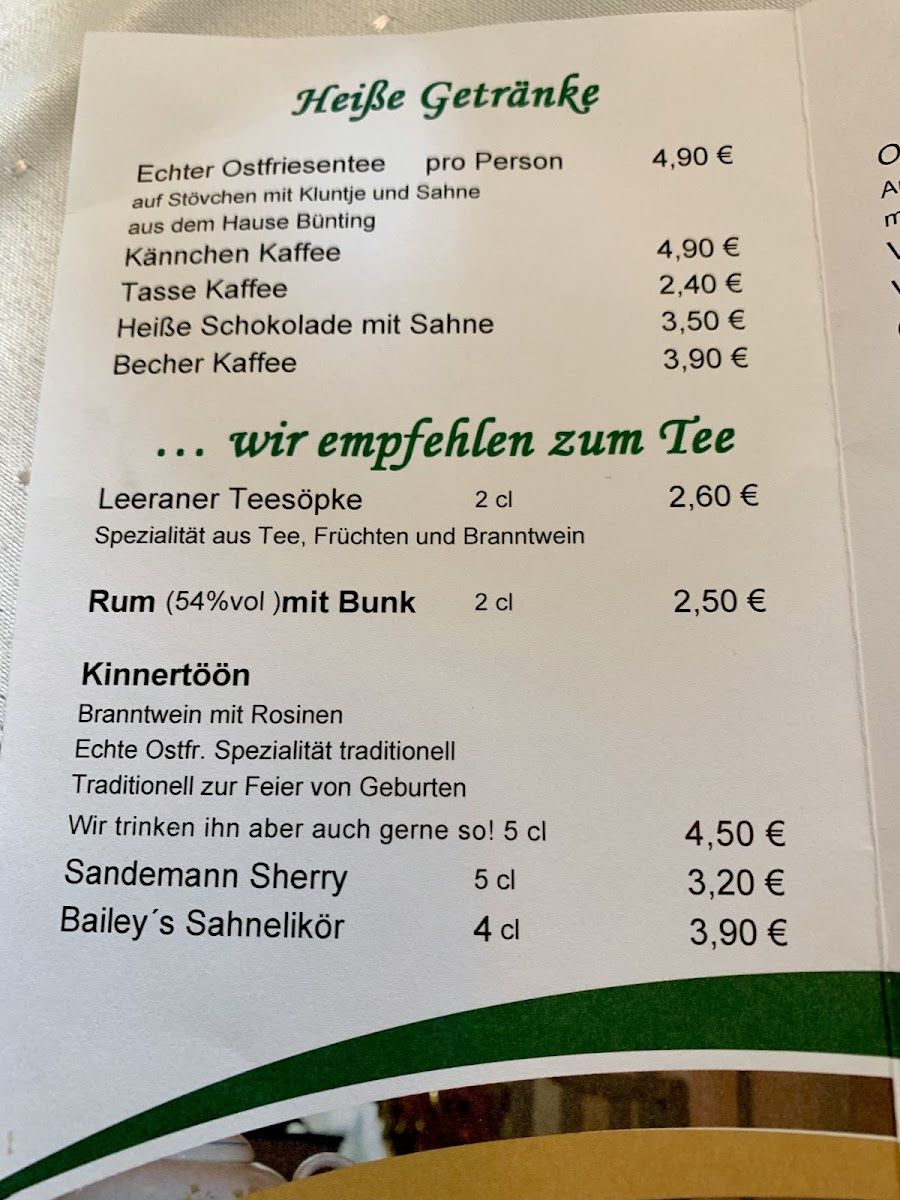 Heiße Getränke
Echter Ostfriesentee pro Person 4,90 €
auf Stövchen mit Kluntje und Sahne
aus dem Hause Bünting
Kännchen Kaffee 4,90 €
Tasse Kaffee 2,40 €
Heiße Schokolade mit Sahne 3,50 €
Becher Kaffee 3,90 €
... wir empfehlen zum Tee
Leeraner Teesöpke 2 cl 2,60 €
Spezialität aus Tee, Früchten und Branntwein
Rum (54%vol )mit Bunk 2 cl 2,50 €
Kinnertöön
Branntwein mit Rosinen
Echte Ostfr. Spezialität traditionell
Traditionell zur Feier von Geburten
Wir trinken ihn aber auch gerne so! 5 cl 4,50 €
Sandemann Sherry 5 cl 3,20 €
Bailey´s Sahnelikör 4 cl 3,90 €